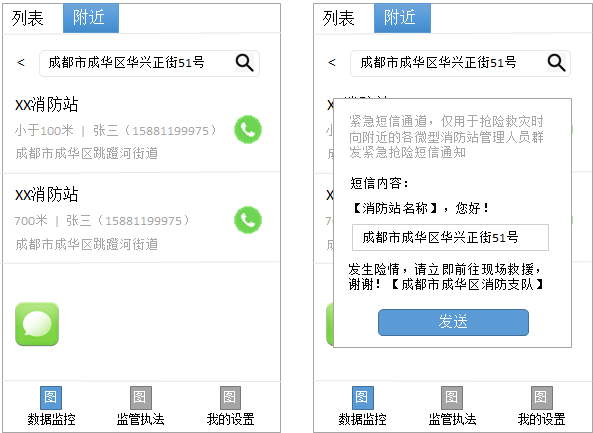 列表 附近
< 成都市成华区华兴正街51号
XX消防站
小于100米 | 张三（15881199975）
成都市成华区跳蹬河街道
XX消防站
700米 | 张三（15881199975）
成都市成华区跳蹬河街道
图 图 图
数据监控 监管执法 我的设置
列表 附近
< 成都市成华区华兴正街51号
紧急短信通道，仅用于抢险救灾时
向附近的各微型消防站管理人员群
发紧急抢险短信通知
短信内容：
【消防站名称】，您好！
成都市成华区华兴正街51号
发生险情，请立即前往现场救援，
谢谢！【成都市成华区消防支队】
发送
图 图 图
数据监控 监管执法 我的设置